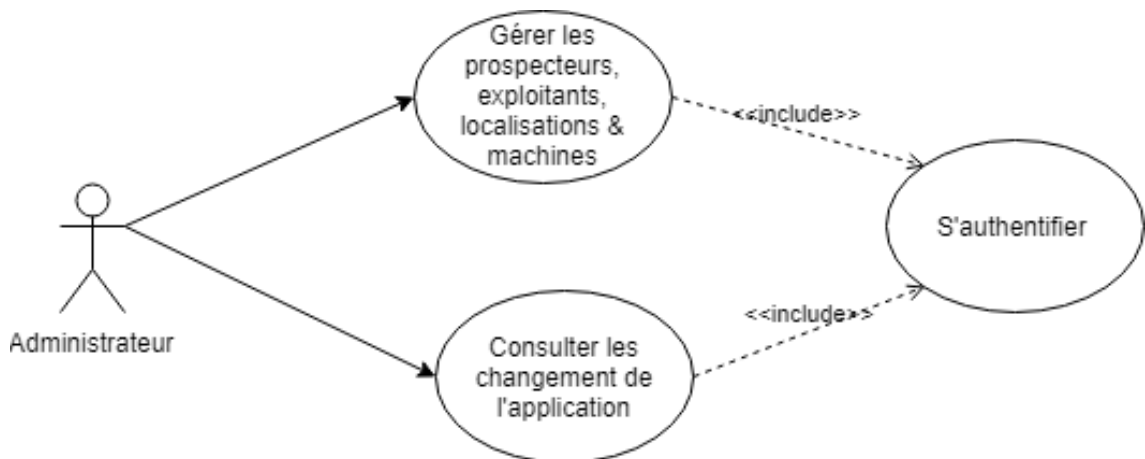 Gérer les
prospecteurs,
exploitants,
localisations &
machines
<<include>>
S'authentifier
<<include>>
Administrateur
Consulter les
changement de
l'application